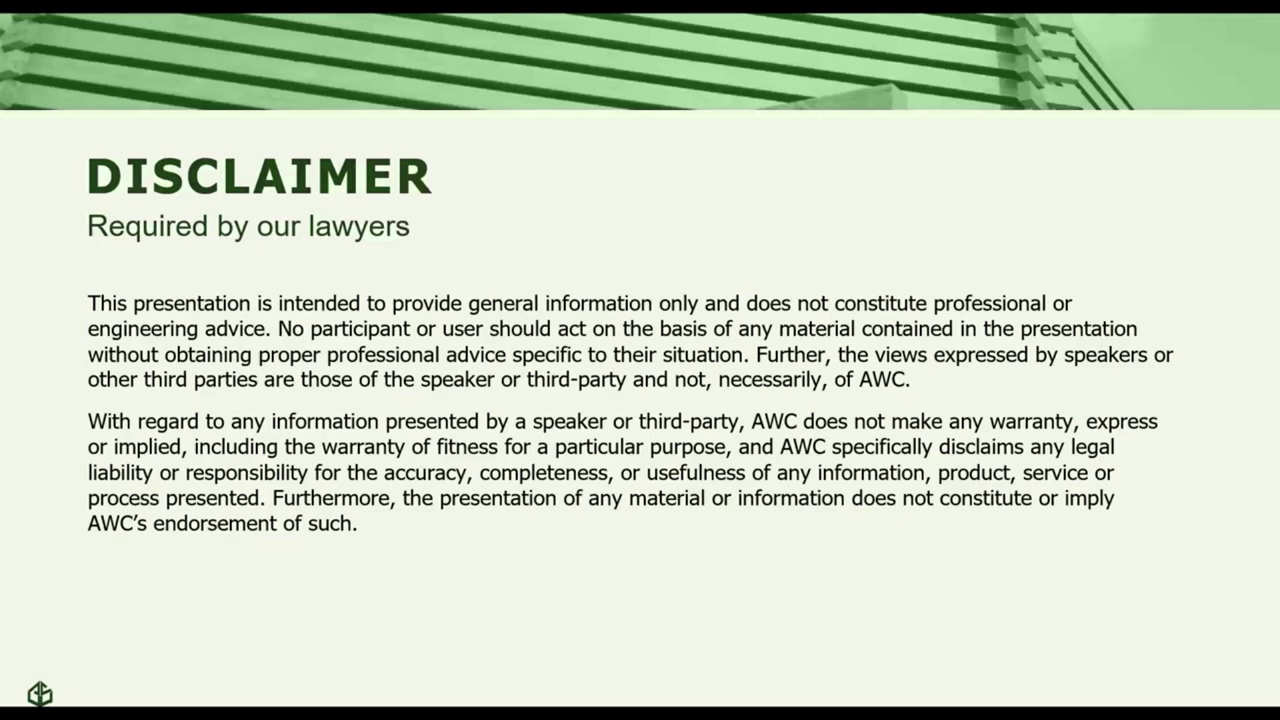 DISCLAIMER
Required by our lawyers
This presentation is intended to provide general information only and does not constitute professional or
engineering advice. No participant or user should act on the basis of any material contained in the presentation
without obtaining proper professional advice specific to their situation. Further, the views expressed by speakers or
other third parties are those of the speaker or third-party and not, necessarily, of AWC.
With regard to any information presented by a speaker or third-party, AWC does not make any warranty, express
or implied, including the warranty of fitness for a particular purpose, and AWC specifically disclaims any legal
liability or responsibility for the accuracy, completeness, or usefulness of any information, product, service or
process presented. Furthermore, the presentation of any material or information does not constitute or imply
AWC’s endorsement of such.